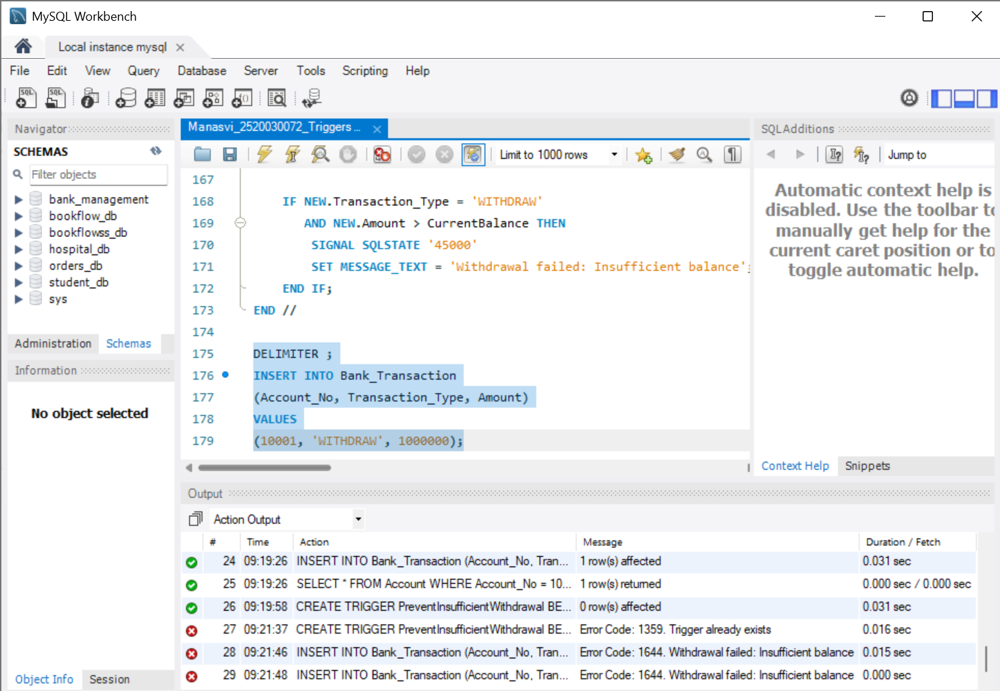 MySQL Workbench
Local instance mysql
File Edit View Query Database Server Tools Scripting Help
SQL SQL
Navigator
SCHEMAS
Filter objects
bank_management
bookflow_db
bookflowss_db
hospital_db
orders_db
student_db
sys
Administration Schemas
Information
No object selected
Object Info Session
Manasvi_2520030072_Triggers ...
Limit to 1000 rows
167
168 IF NEW.Transaction_Type = 'WITHDRAW'
169 AND NEW.Amount > CurrentBalance THEN
170 SIGNAL SQLSTATE '45000'
171 SET MESSAGE_TEXT = 'Withdrawal failed: Insufficient balance';
172 END IF;
173 END //
174
175 DELIMITER ;
176 INSERT INTO Bank_Transaction
177 (Account_No, Transaction_Type, Amount)
178 VALUES
179 (10001, 'WITHDRAW', 1000000);
SQLAdditions
Jump to
Automatic context help is
disabled. Use the toolbar to
manually get help for the
current caret position or to
toggle automatic help.
Context Help Snippets
Output
Action Output
# Time Action Message Duration / Fetch
24 09:19:26 INSERT INTO Bank_Transaction (Account_No, Tran... 1 row(s) affected 0.031 sec
25 09:19:26 SELECT * FROM Account WHERE Account_No = 10... 1 row(s) returned 0.000 sec / 0.000 sec
26 09:19:58 CREATE TRIGGER PreventInsufficientWithdrawal BE... 0 row(s) affected 0.031 sec
27 09:21:37 CREATE TRIGGER PreventInsufficientWithdrawal BE... Error Code: 1359. Trigger already exists 0.016 sec
28 09:21:46 INSERT INTO Bank_Transaction (Account_No, Tran... Error Code: 1644. Withdrawal failed: Insufficient balance 0.015 sec
29 09:21:48 INSERT INTO Bank_Transaction (Account_No, Tran... Error Code: 1644. Withdrawal failed: Insufficient balance 0.000 sec